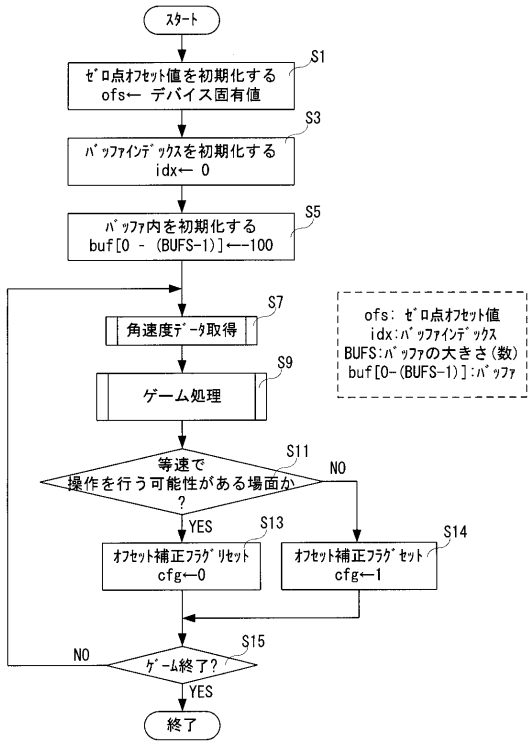 スタート
S1
ｾﾞﾛ点ｵﾌｾｯﾄ値を初期化する
ofs← デバイス固有値
S3
ﾊﾞｯﾌｧｲﾝﾃﾞｯｸｽを初期化する
idx← 0
S5
ﾊﾞｯﾌｧ内を初期化する
buf[0 - (BUFS-1)]←-100
S7
角速度ﾃﾞｰﾀ取得
ofs: ｾﾞﾛ点ｵﾌｾｯﾄ値
idx:ﾊﾞｯﾌｧｲﾝﾃﾞｯｸｽ
BUFS:ﾊﾞｯﾌｧの大きさ(数)
buf[0-(BUFS-1)]:ﾊﾞｯﾌｧ
S9
ゲーム処理
S11
等速で
操作を行う可能性がある場面か
?
NO
YES
S13
ｵﾌｾｯﾄ補正ﾌﾗｸﾞﾘｾｯﾄ
cfg←0
S14
ｵﾌｾｯﾄ補正ﾌﾗｸﾞｾｯﾄ
cfg←1
S15
NO
ｹﾞｰﾑ終了?
YES
終了